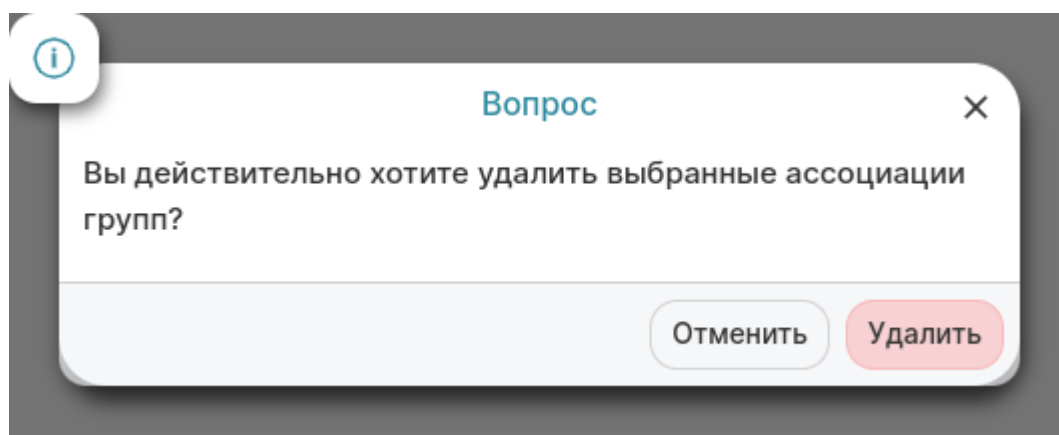 Вопрос
Вы действительно хотите удалить выбранные ассоциации
групп?
Отменить
Удалить